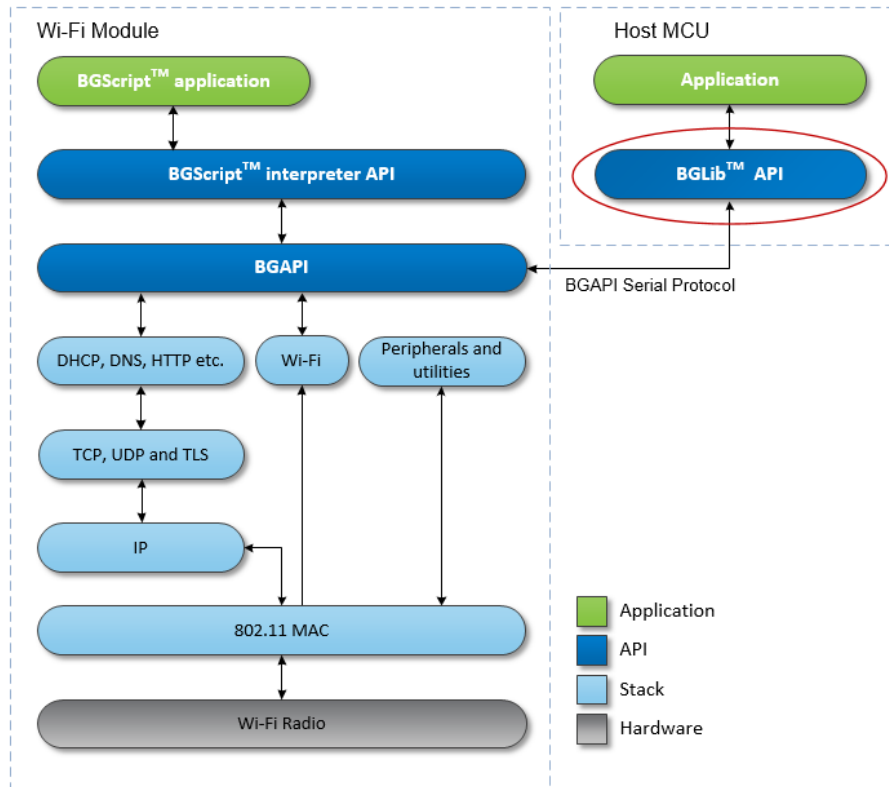 Wi-Fi Module
BGScript™ application
BGScript™ interpreter API
BGAPI
DHCP, DNS, HTTP etc.
Wi-Fi
Peripherals and
utilities
TCP, UDP and TLS
IP
802.11 MAC
Wi-Fi Radio
Host MCU
Application
BGLib™ API
BGAPI Serial Protocol
Application
API
Stack
Hardware